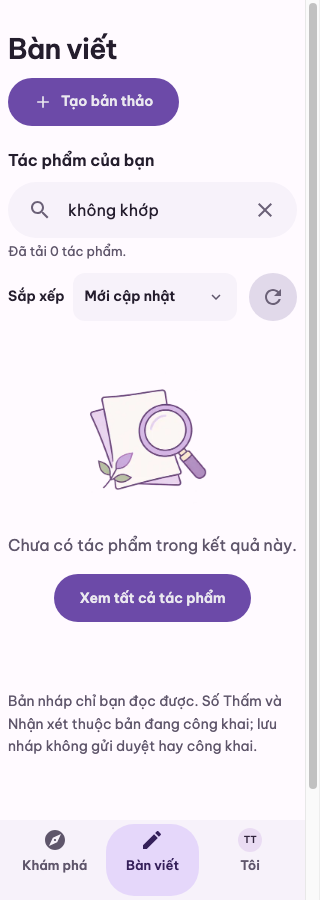 Bàn viết
Tạo bản thảo
Tác phẩm của bạn
không khớp
Đã tải 0 tác phẩm.
Sắp xếp
Mới cập nhật
Chưa có tác phẩm trong kết quả này.
Xem tất cả tác phẩm
Bản nháp chỉ bạn đọc được. Số Thấm và
Nhận xét thuộc bản đang công khai; lưu
nháp không gửi duyệt hay công khai.
TT
Khám phá
Bàn viết
Tôi